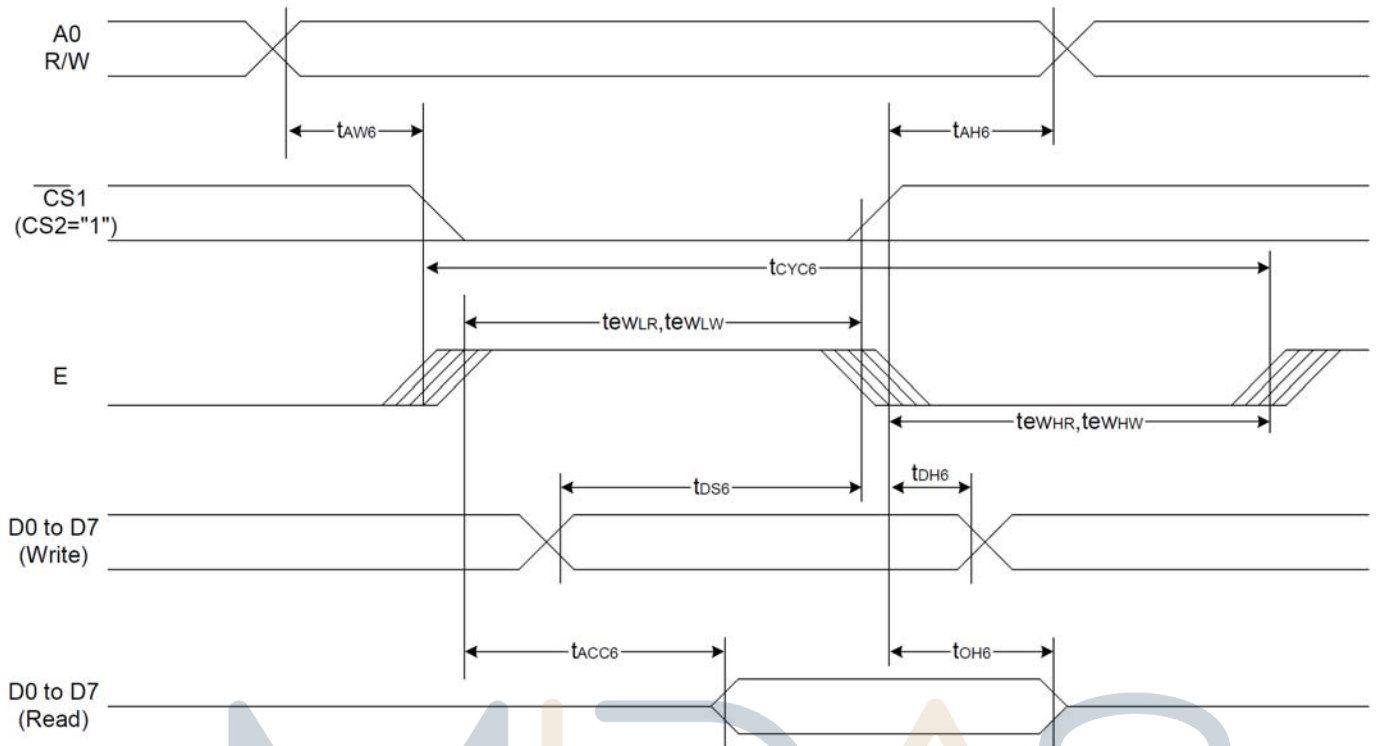 A0
R/W
tAW6
tAH6
CS1
(CS2="1")
tCYC6
tewLR,tewLW
E
tewHR,tewHW
tDS6
tDH6
D0 to D7
(Write)
tACC6
tOH6
D0 to D7
(Read)
MIDAS